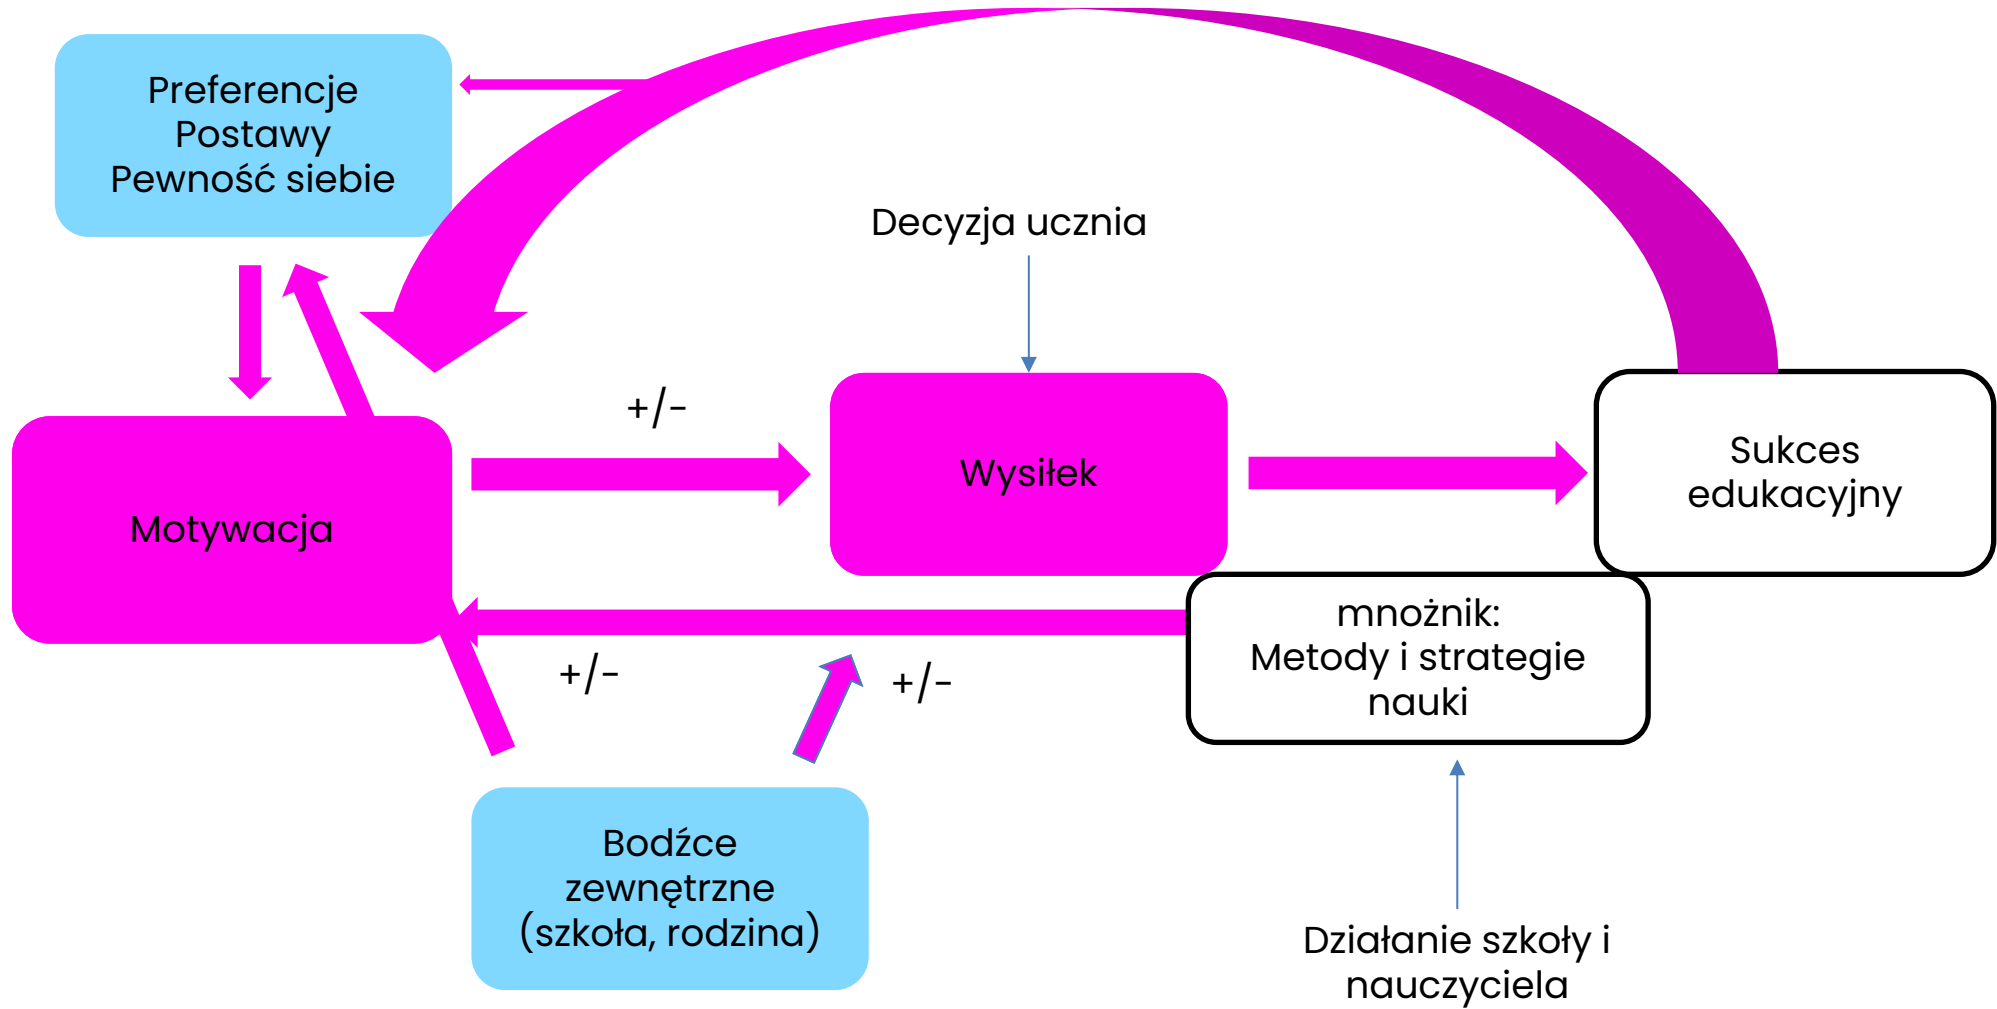 Preferencje
Postawy
Pewność siebie
Decyzja ucznia
+/-
Motywacja
Wysiłek
Sukces
edukacyjny
mnożnik:
Metody i strategie
nauki
+/-
+/-
Bodźce
zewnętrzne
(szkoła, rodzina)
Działanie szkoły i
nauczyciela